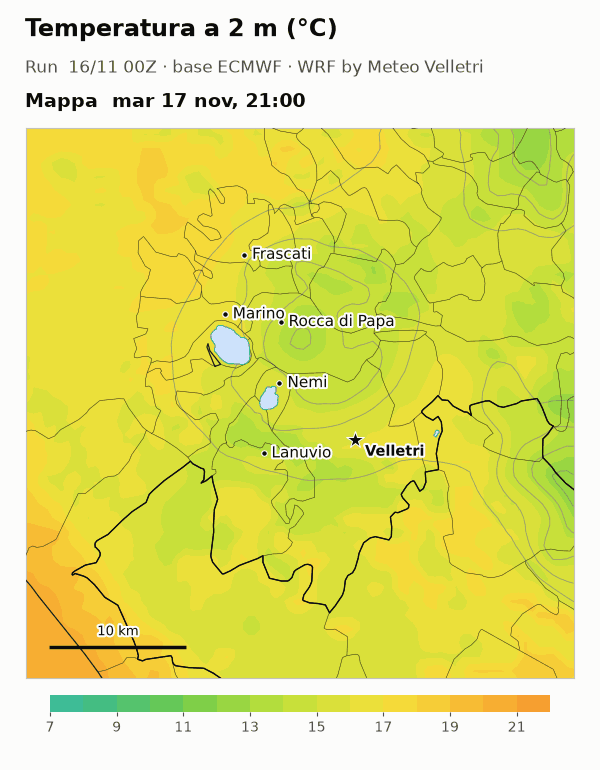 Temperatura a 2 m (°C)
Run  16/11 00Z · base ECMWF · WRF by Meteo Velletri
Mappa  mar 17 nov, 21:00
Frascati
Marino
Rocca di Papa
Nemi
Velletri
Lanuvio
10 km
7 9 11 13 15 17 19 21